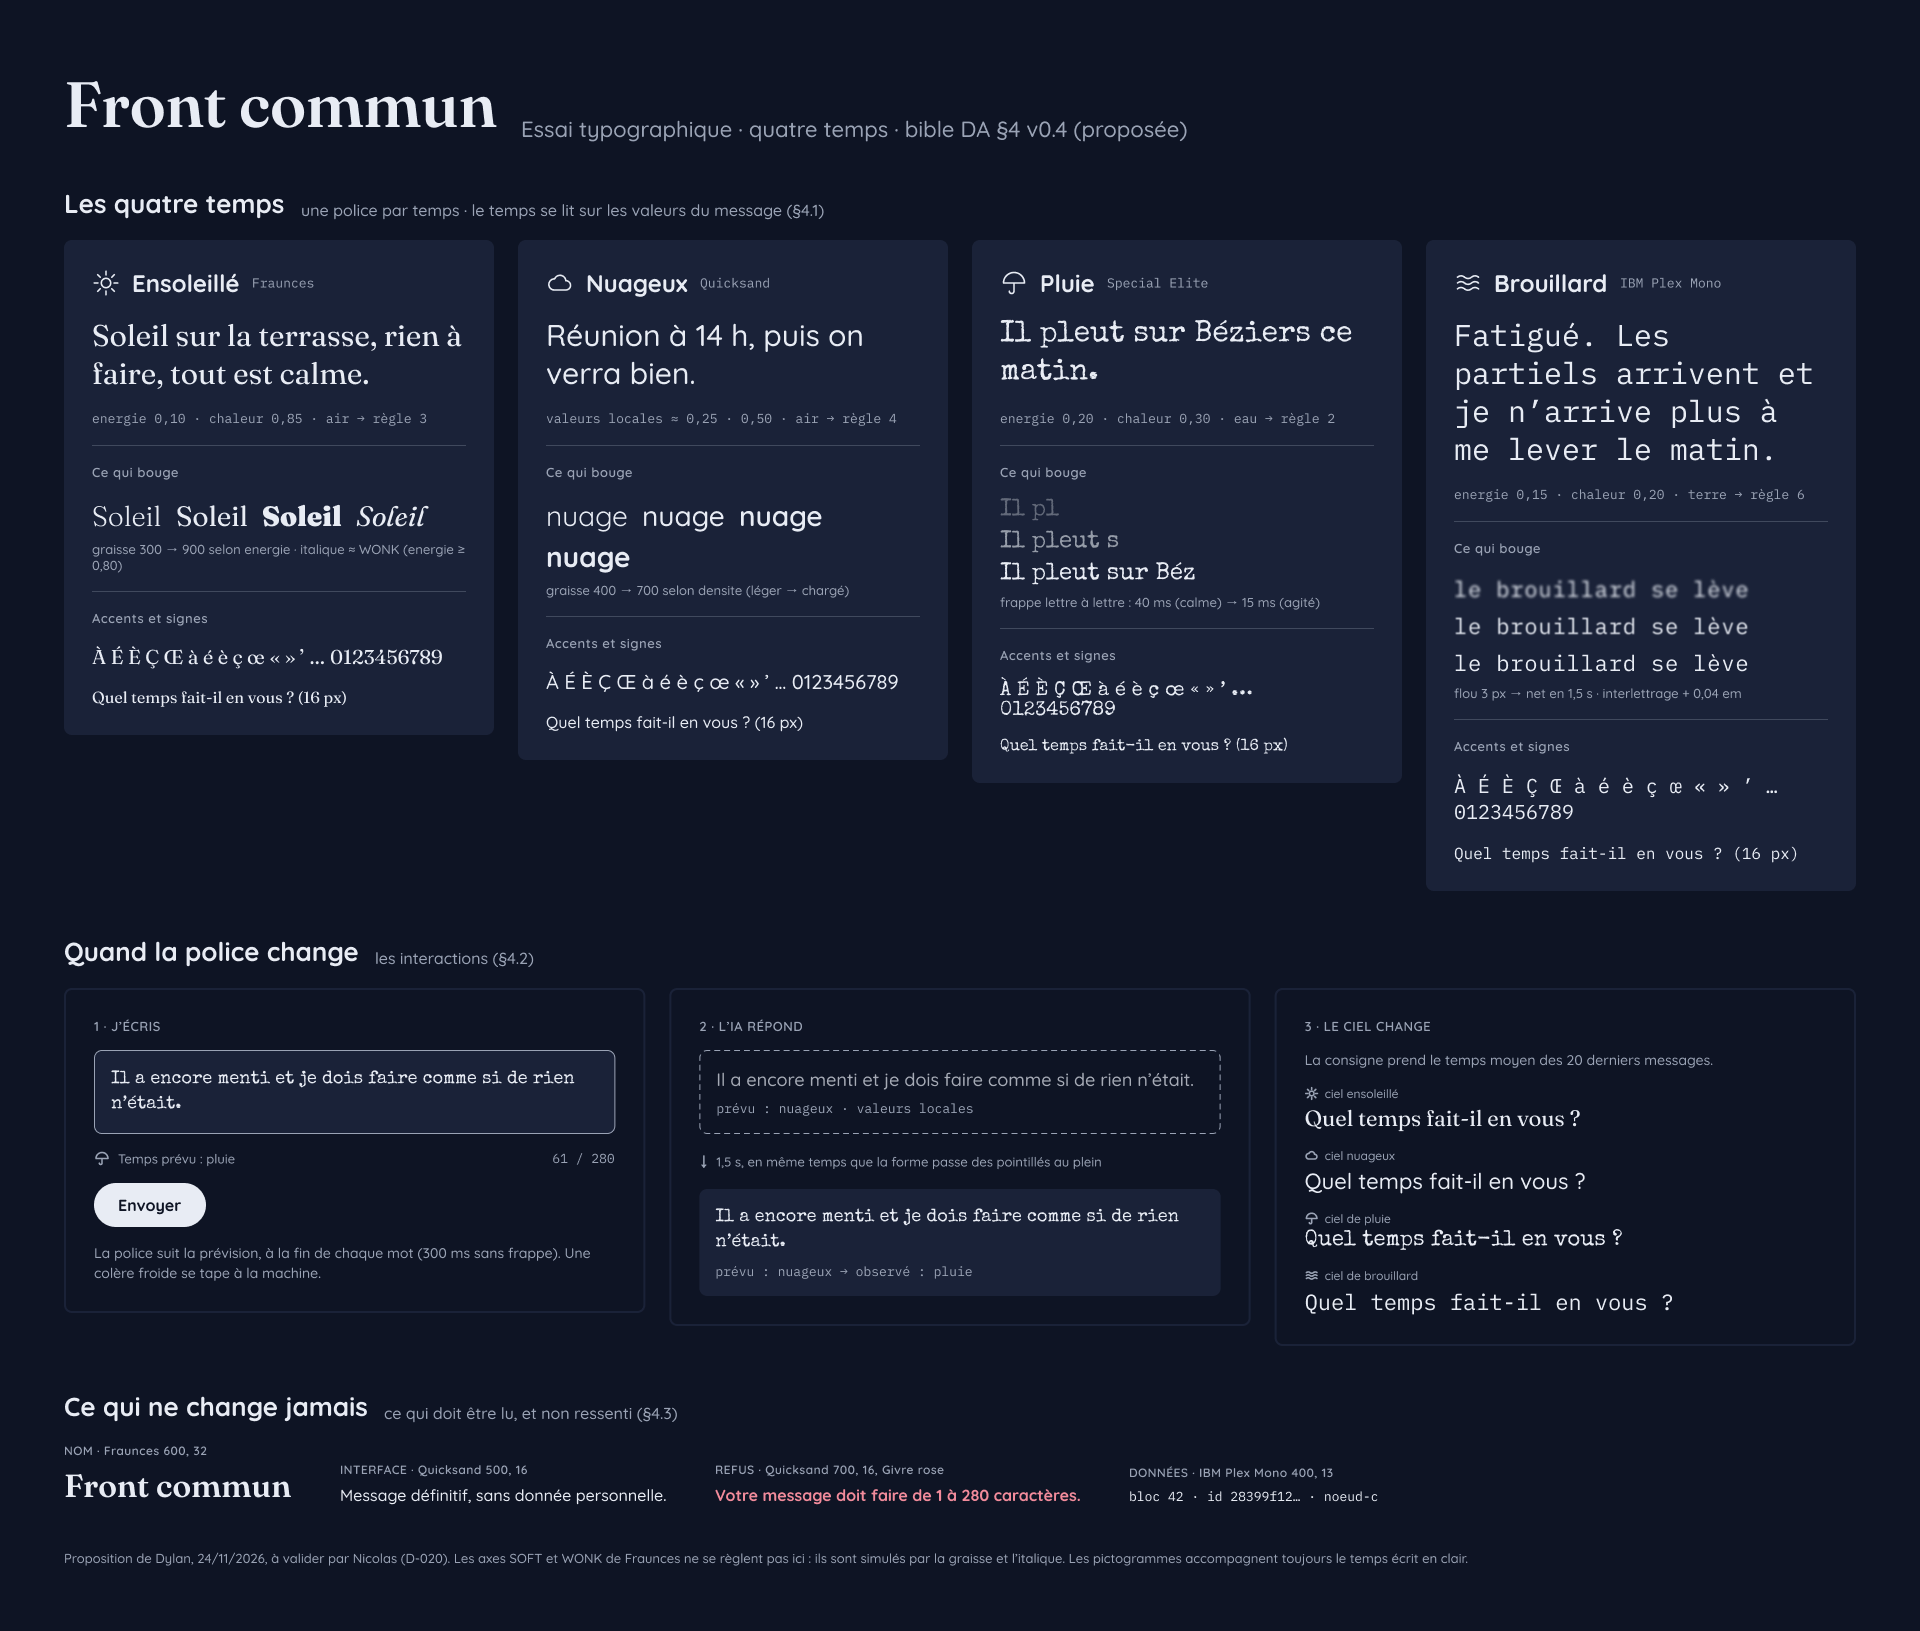 Front commun
Essai typographique · quatre temps · bible DA §4 v0.4 (proposée)
Les quatre temps
une police par temps · le temps se lit sur les valeurs du message (§4.1)
Ensoleillé Fraunces
Soleil sur la terrasse, rien à
faire, tout est calme.
energie 0,10 · chaleur 0,85 · air → règle 3
Ce qui bouge
Soleil Soleil Soleil Soleil
graisse 300 → 900 selon energie · italique ≈ WONK (energie ≥
0,80)
Accents et signes
À É È Ç Œ à é è ç œ « » ’ … 0123456789
Quel temps fait-il en vous ? (16 px)
Nuageux Quicksand
Réunion à 14 h, puis on
verra bien.
valeurs locales ≈ 0,25 · 0,50 · air → règle 4
Ce qui bouge
nuage nuage nuage
nuage
graisse 400 → 700 selon densite (léger → chargé)
Accents et signes
À É È Ç Œ à é è ç œ « » ’ … 0123456789
Quel temps fait-il en vous ? (16 px)
Pluie Special Elite
Il pleut sur Béziers ce
matin.
energie 0,20 · chaleur 0,30 · eau → règle 2
Ce qui bouge
Il pl
Il pleut s
Il pleut sur Béz
frappe lettre à lettre : 40 ms (calme) → 15 ms (agité)
Accents et signes
À É È Ç Œ à é è ç œ « » ’ …
0123456789
Quel temps fait-il en vous ? (16 px)
Brouillard IBM Plex Mono
Fatigué. Les
partiels arrivent et
je n’arrive plus à
me lever le matin.
energie 0,15 · chaleur 0,20 · terre → règle 6
Ce qui bouge
le brouillard se lève
le brouillard se lève
le brouillard se lève
flou 3 px → net en 1,5 s · interlettrage + 0,04 em
Accents et signes
À É È Ç Œ à é è ç œ « » ’ …
0123456789
Quel temps fait-il en vous ? (16 px)
Quand la police change
les interactions (§4.2)
1 · J’ÉCRIS
Il a encore menti et je dois faire comme si de rien
n’était.
Temps prévu : pluie
61 / 280
Envoyer
La police suit la prévision, à la fin de chaque mot (300 ms sans frappe). Une
colère froide se tape à la machine.
2 · L’IA RÉPOND
Il a encore menti et je dois faire comme si de rien n’était.
prévu : nuageux · valeurs locales
↓ 1,5 s, en même temps que la forme passe des pointillés au plein
Il a encore menti et je dois faire comme si de rien
n’était.
prévu : nuageux → observé : pluie
3 · LE CIEL CHANGE
La consigne prend le temps moyen des 20 derniers messages.
ciel ensoleillé
Quel temps fait-il en vous ?
ciel nuageux
Quel temps fait-il en vous ?
ciel de pluie
Quel temps fait-il en vous ?
ciel de brouillard
Quel temps fait-il en vous ?
Ce qui ne change jamais
ce qui doit être lu, et non ressenti (§4.3)
NOM · Fraunces 600, 32
Front commun
INTERFACE · Quicksand 500, 16
Message définitif, sans donnée personnelle.
REFUS · Quicksand 700, 16, Givre rose
Votre message doit faire de 1 à 280 caractères.
DONNÉES · IBM Plex Mono 400, 13
bloc 42 · id 28399f12… · noeud-c
Proposition de Dylan, 24/11/2026, à valider par Nicolas (D-020). Les axes SOFT et WONK de Fraunces ne se règlent pas ici : ils sont simulés par la graisse et l’italique. Les pictogrammes accompagnent toujours le temps écrit en clair.